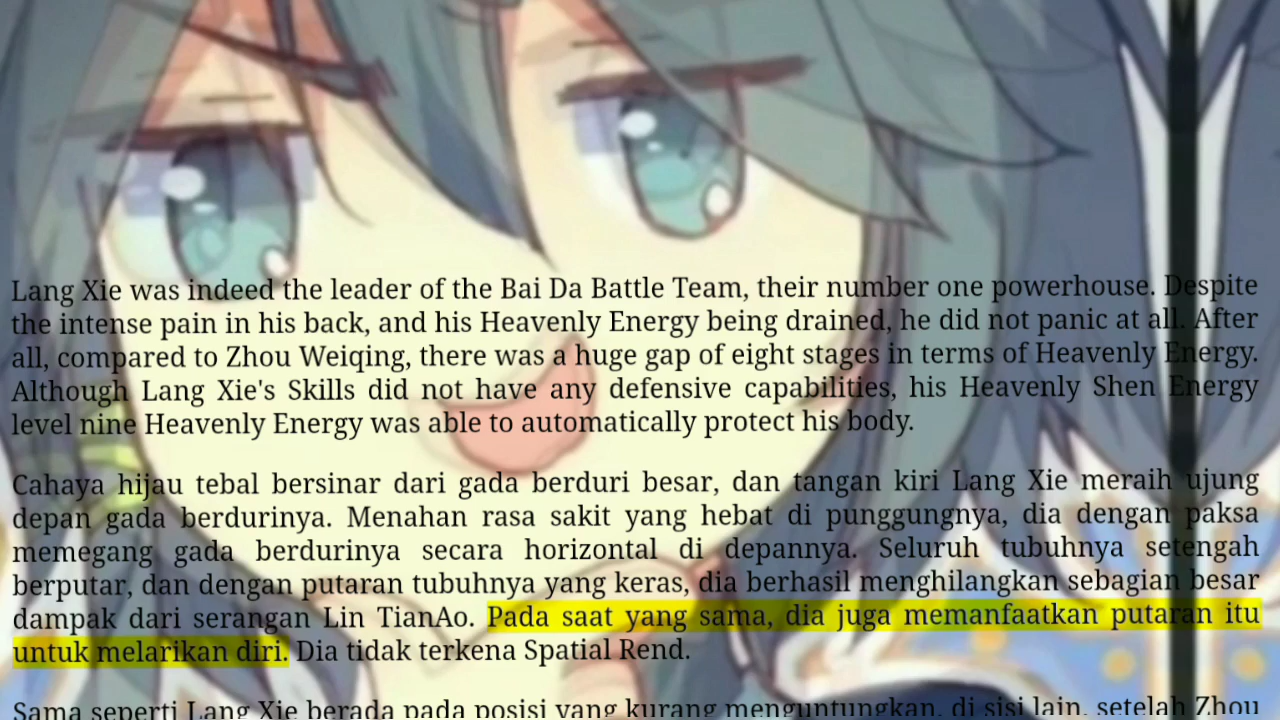 Lang Xie was indeed the leader of the Bai Da Battle Team, their number one powerhouse. Despite
the intense pain in his back, and his Heavenly Energy being drained, he did not panic at all. After
all, compared to Zhou Weiqing, there was a huge gap of eight stages in terms of Heavenly Energy.
Although Lang Xie's Skills did not have any defensive capabilities, his Heavenly Shen Energy
level nine Heavenly Energy was able to automatically protect his body.
Cahaya hijau tebal bersinar dari gada berduri besar, dan tangan kiri Lang Xie meraih ujung
depan gada berdurinya. Menahan rasa sakit yang hebat di punggungnya, dia dengan paksa
memegang gada berdurinya secara horizontal di depannya. Seluruh tubuhnya setengah
berputar, dan dengan putaran tubuhnya yang keras, dia berhasil menghilangkan sebagian besar
dampak dari serangan Lin TianAo. Pada saat yang sama, dia juga memanfaatkan putaran itu
untuk melarikan diri. Dia tidak terkena Spatial Rend.
Sama seperti Lang Xie berada pada posisi yang kurang menguntungkan, di sisi lain, setelah Zhou